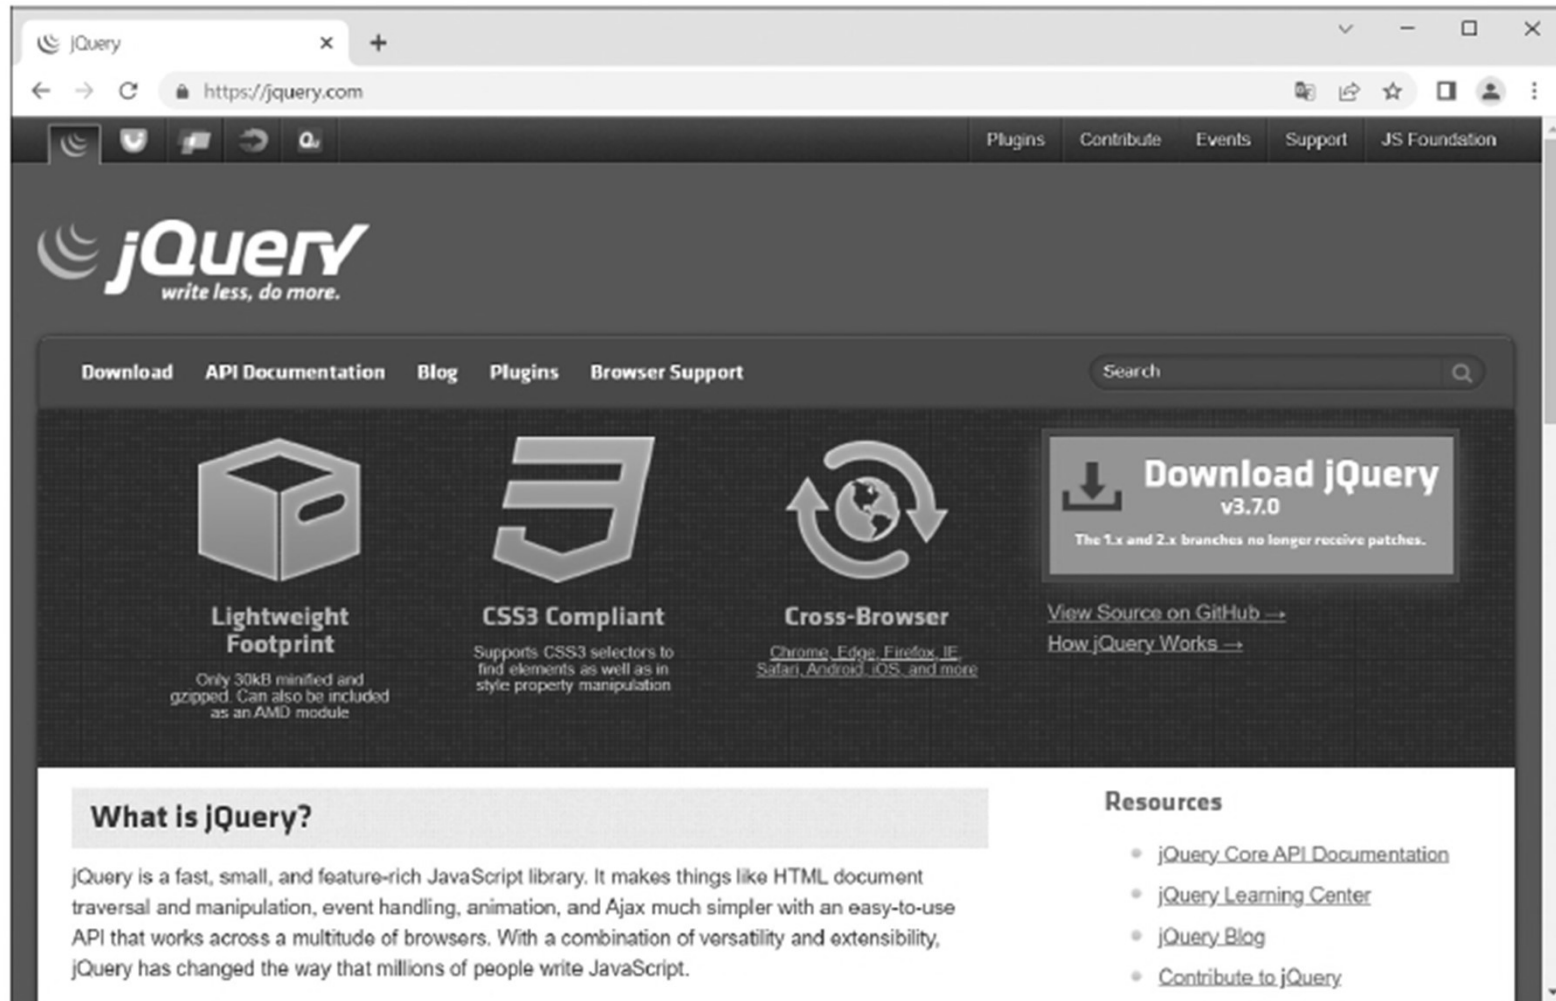 jQuery
https://jquery.com
Plugins Contribute Events Support JS Foundation
jQuery
write less, do more.
Download API Documentation Blog Plugins Browser Support Search
Lightweight
Footprint
Only 30kB minified and
gzipped. Can also be included
as an AMD module
CSS3 Compliant
Supports CSS3 selectors to
find elements as well as in
style property manipulation
Cross-Browser
Chrome, Edge, Firefox, IE,
Safari, Android, iOS, and more
Download jQuery
v3.7.0
The 1.x and 2.x branches no longer receive patches.
View Source on GitHub →
How jQuery Works →
What is jQuery?
jQuery is a fast, small, and feature-rich JavaScript library. It makes things like HTML document
traversal and manipulation, event handling, animation, and Ajax much simpler with an easy-to-use
API that works across a multitude of browsers. With a combination of versatility and extensibility,
jQuery has changed the way that millions of people write JavaScript.
Resources
jQuery Core API Documentation
jQuery Learning Center
jQuery Blog
Contribute to jQuery